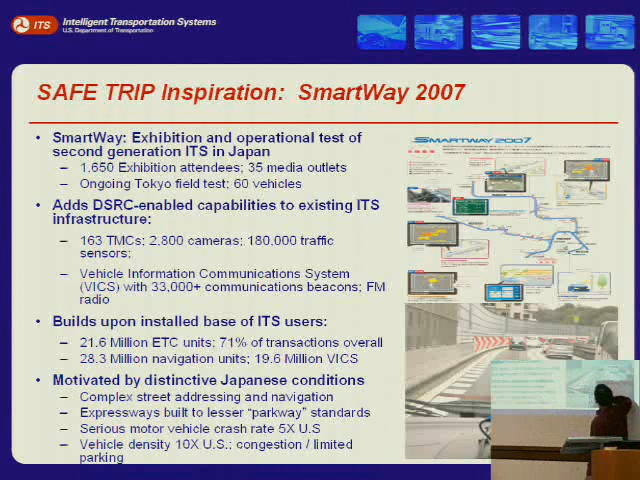 ITS Intelligent Transportation Systems
U.S. Department of Transportation
SAFE TRIP Inspiration: SmartWay 2007
• SmartWay: Exhibition and operational test of
second generation ITS in Japan
– 1,650 Exhibition attendees; 35 media outlets
– Ongoing Tokyo field test; 60 vehicles
• Adds DSRC-enabled capabilities to existing ITS
infrastructure:
– 163 TMCs; 2,800 cameras; 180,000 traffic
sensors;
– Vehicle Information Communications System
(VICS) with 33,000+ communications beacons; FM
radio
• Builds upon installed base of ITS users:
– 21.6 Million ETC units; 71% of transactions overall
– 28.3 Million navigation units; 19.6 Million VICS
• Motivated by distinctive Japanese conditions
– Complex street addressing and navigation
– Expressways built to lesser “parkway” standards
– Serious motor vehicle crash rate 5X U.S
– Vehicle density 10X U.S.; congestion / limited
parking
SMARTWAY 2007